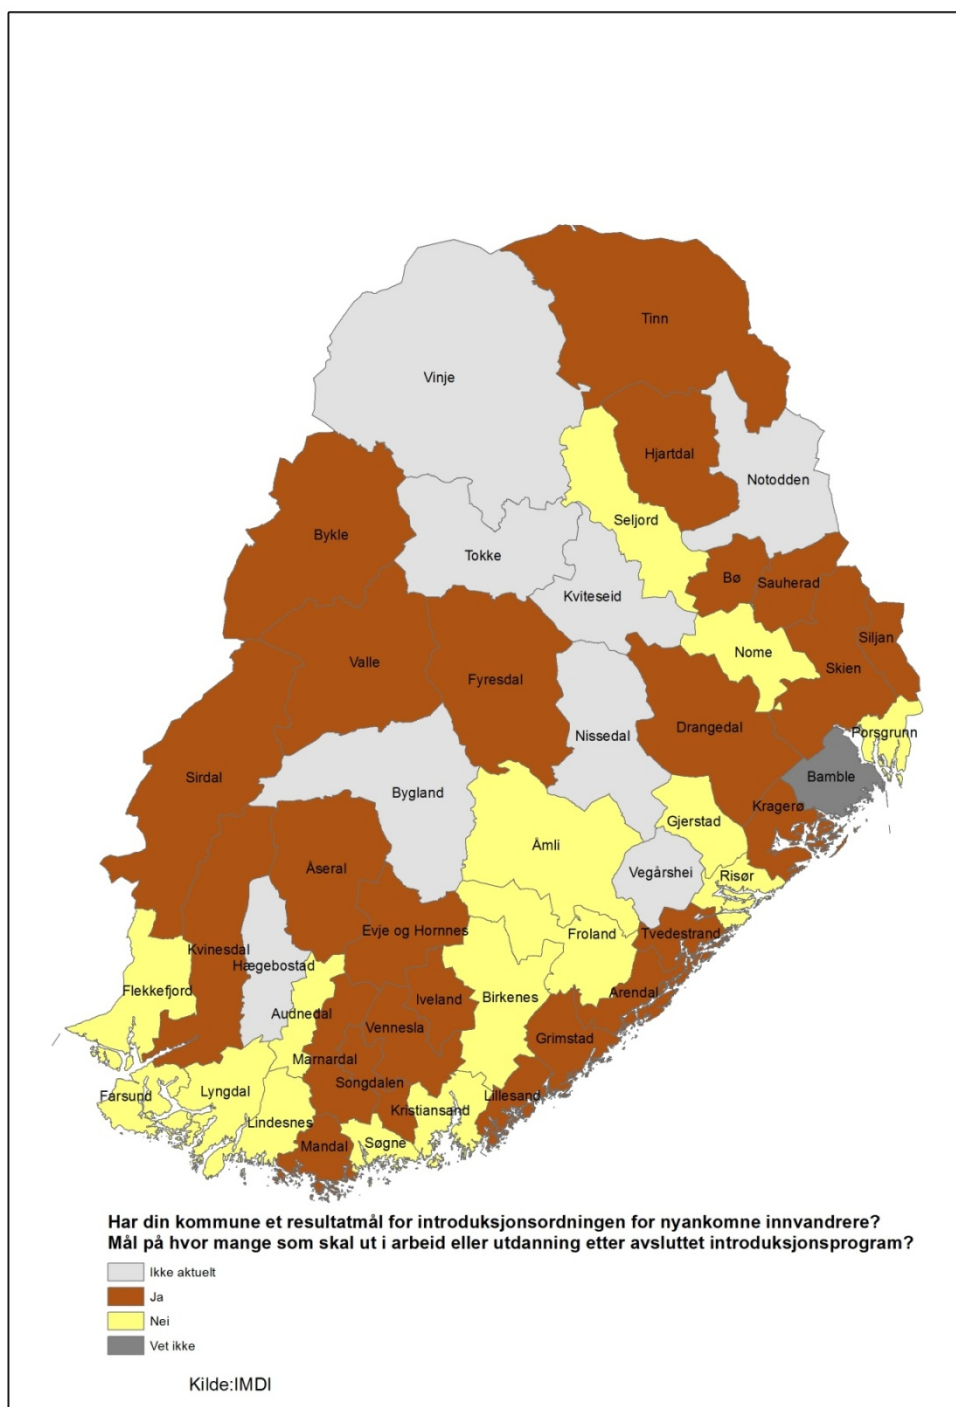 Tinn
Vinje
Hjartdal
Notodden
Seljord
Bykle
Tokke
Bø
Sauherad
Kviteseid
Siljan
Nome
Valle
Skien
Fyresdal
Drangedal
Porsgrunn
Nissedal
Sirdal
Bamble
Bygland
Kragerø
Gjerstad
Åmli
Åseral
Vegårshei
Risør
Evje og Hornnes
Froland
Tvedestrand
Kvinesdal
Hægebostad
Flekkefjord
Birkenes
Iveland
Arendal
Audnedal
Vennesla
Grimstad
Marnardal
Songdalen
Lyngdal
Farsund
Lillesand
Kristiansand
Lindesnes
Søgne
Mandal
Har din kommune et resultatmål for introduksjonsordningen for nyankomne innvandrere?
Mål på hvor mange som skal ut i arbeid eller utdanning etter avsluttet introduksjonsprogram?
Ikke aktuelt
Ja
Nei
Vet ikke
Kilde:IMDI